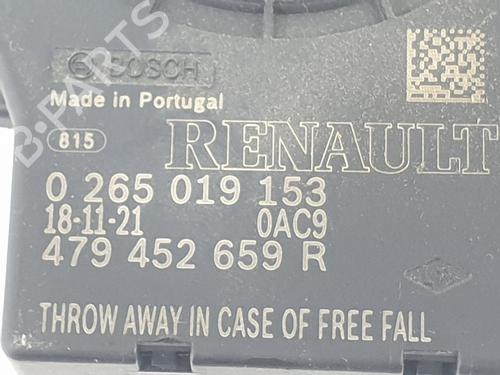 BOSCH
Made in Portugal
815
RENAULT
0 265 019 153
18-11-21 0AC9
479 452 659 R
THROW AWAY IN CASE OF FREE FALL
B-PARTS